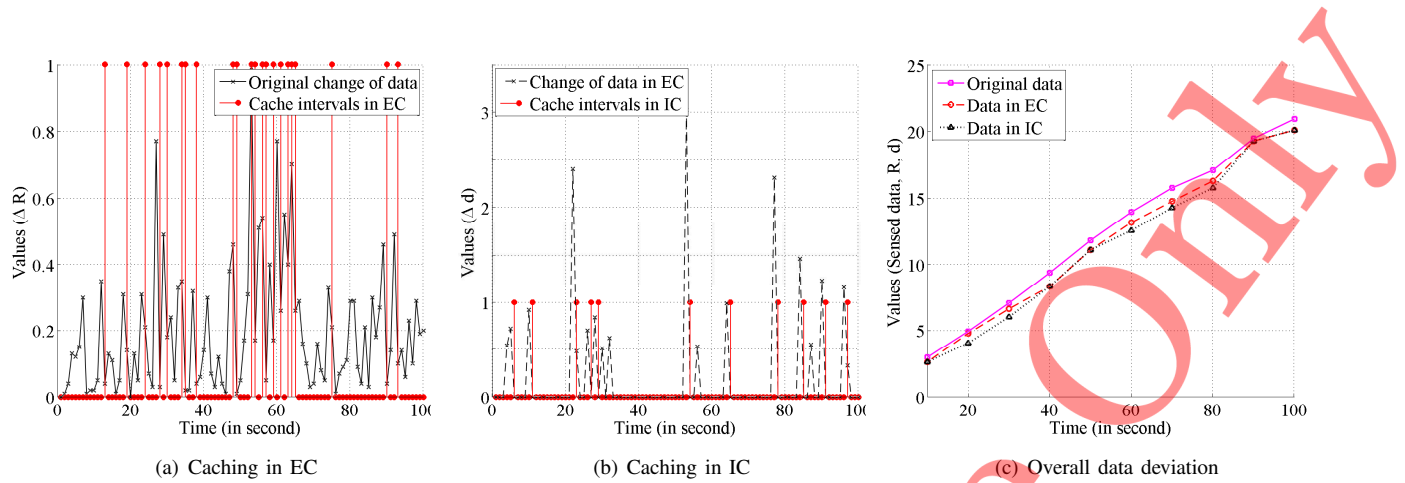 1
0.8
0.6
0.4
0.2
0
Values (Δ R)
0 20 40 60 80 100
Time (in second)
Original change of data
Cache intervals in EC
(a) Caching in EC
3
2
1
0
Values (Δ d)
0 20 40 60 80 100
Time (in second)
Change of data in EC
Cache intervals in IC
(b) Caching in IC
25
20
15
10
5
0
Values (Sensed data, R. d)
20 40 60 80 100
Time (in second)
Original data
Data in EC
Data in IC
(c) Overall data deviation
Only